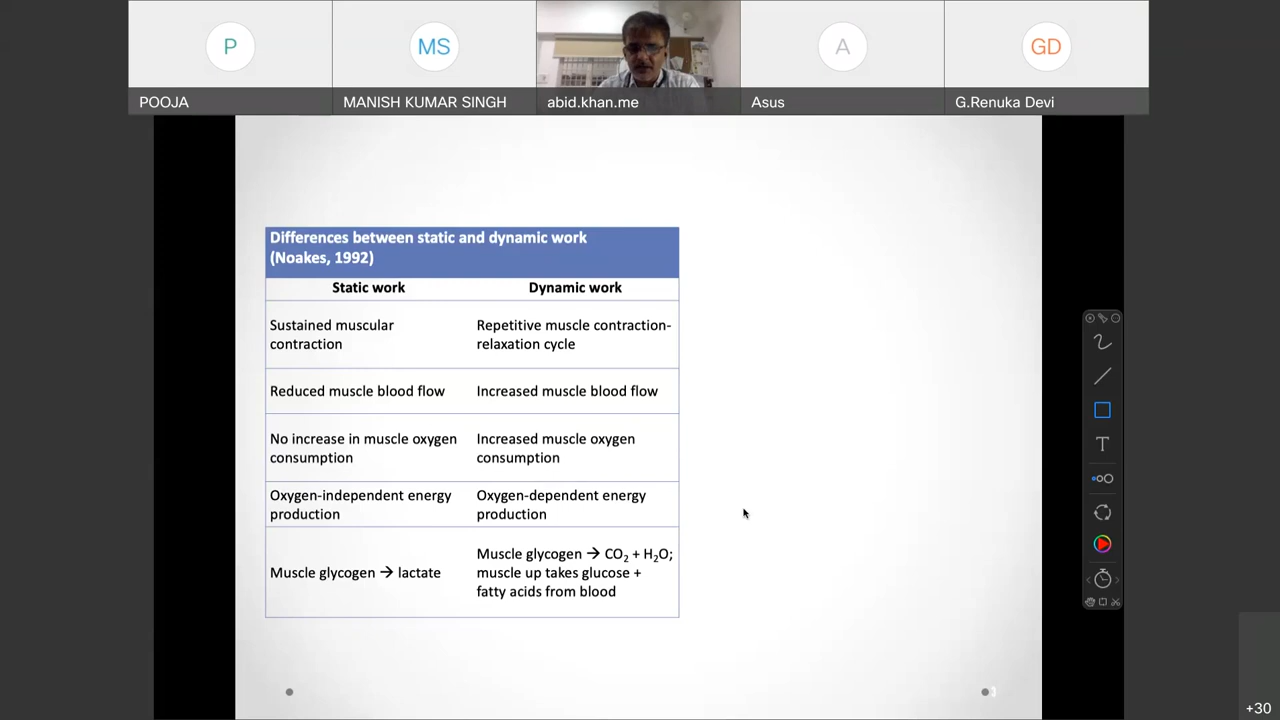 P
MS
A
GD
POOJA
MANISH KUMAR SINGH
abid.khan.me
Asus
G.Renuka Devi
Differences between static and dynamic work
(Noakes, 1992)
Static work
Dynamic work
Sustained muscular
contraction
Repetitive muscle contraction-
relaxation cycle
Reduced muscle blood flow
Increased muscle blood flow
No increase in muscle oxygen
consumption
Increased muscle oxygen
consumption
Oxygen-independent energy
production
Oxygen-dependent energy
production
Muscle glycogen → lactate
Muscle glycogen → CO₂ + H₂O;
muscle up takes glucose +
fatty acids from blood
T
+30